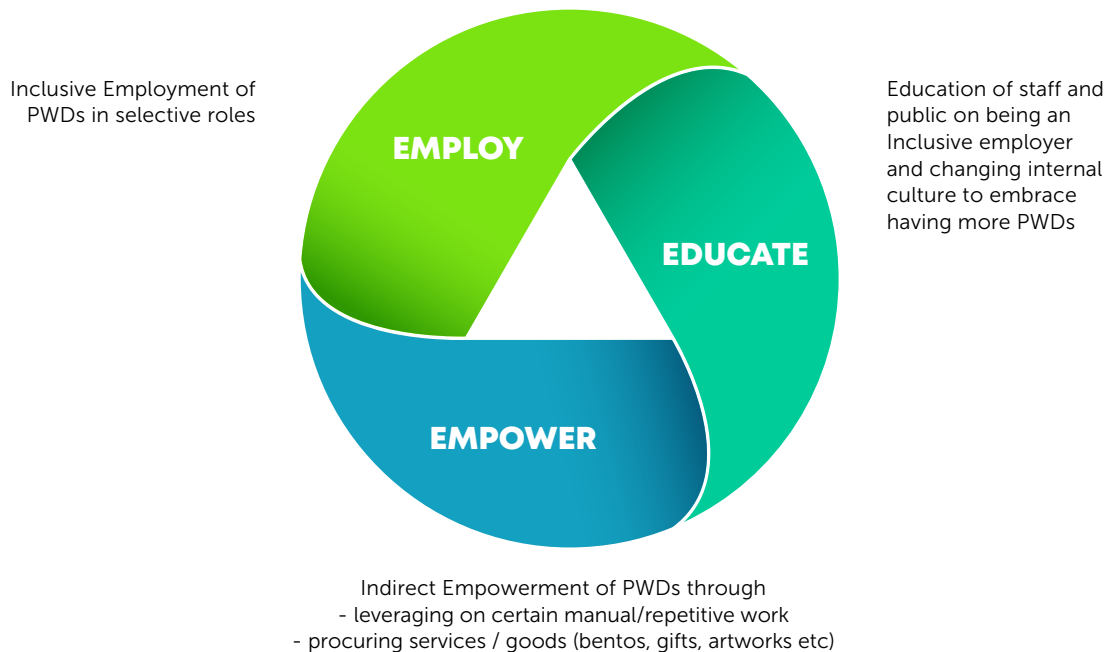 Inclusive Employment of
PWDs in selective roles
EMPLOY
Education of staff and
public on being an
Inclusive employer
and changing internal
culture to embrace
having more PWDs
EDUCATE
EMPOWER
Indirect Empowerment of PWDs through
- leveraging on certain manual/repetitive work
- procuring services / goods (bentos, gifts, artworks etc)